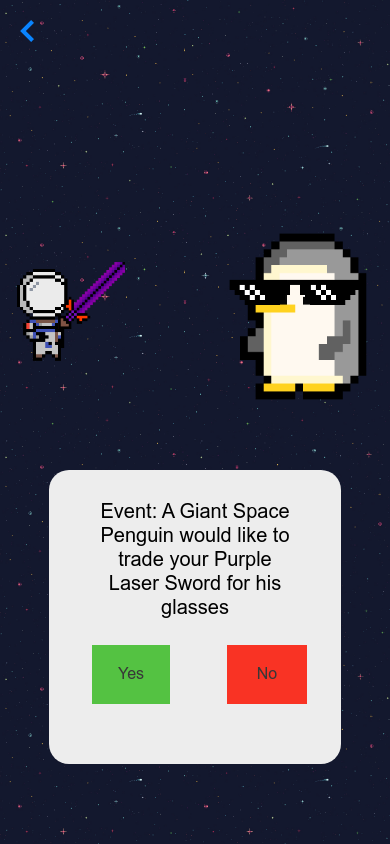 Event: A Giant Space
Penguin would like to
trade your Purple
Laser Sword for his
glasses
Yes
No